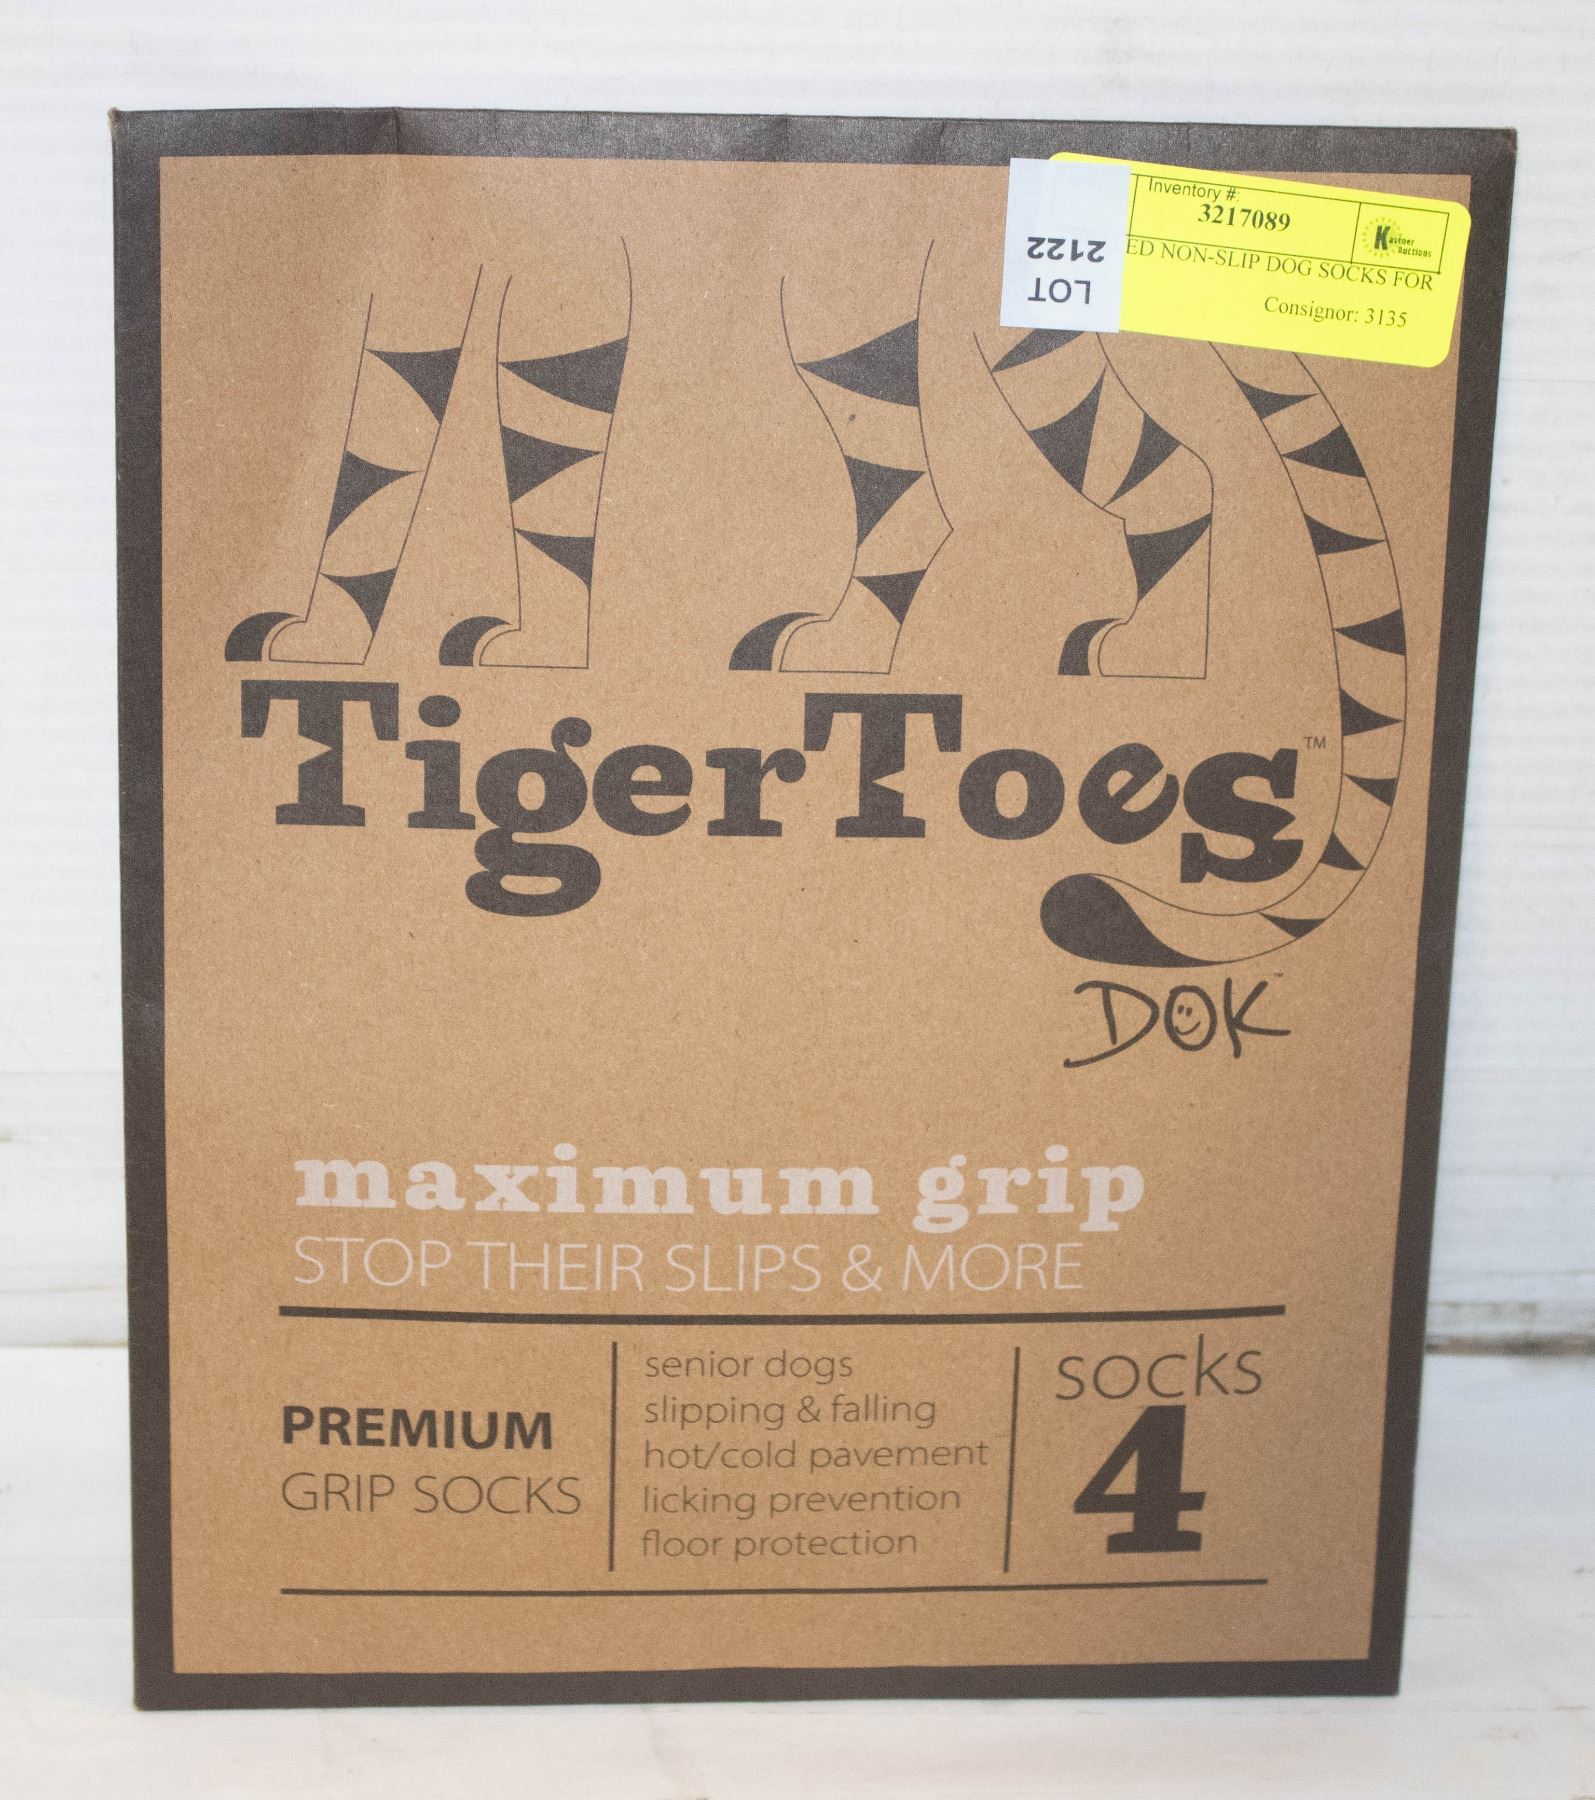 Inventory #:
3217089
Kastner
Auctions
ED NON-SLIP DOG SOCKS FOR
Consignor: 3135
LOT
2122
TigerToes™
DOK™
maximum grip
STOP THEIR SLIPS & MORE
PREMIUM
GRIP SOCKS
senior dogs
slipping & falling
hot/cold pavement
licking prevention
floor protection
SOCKS
4